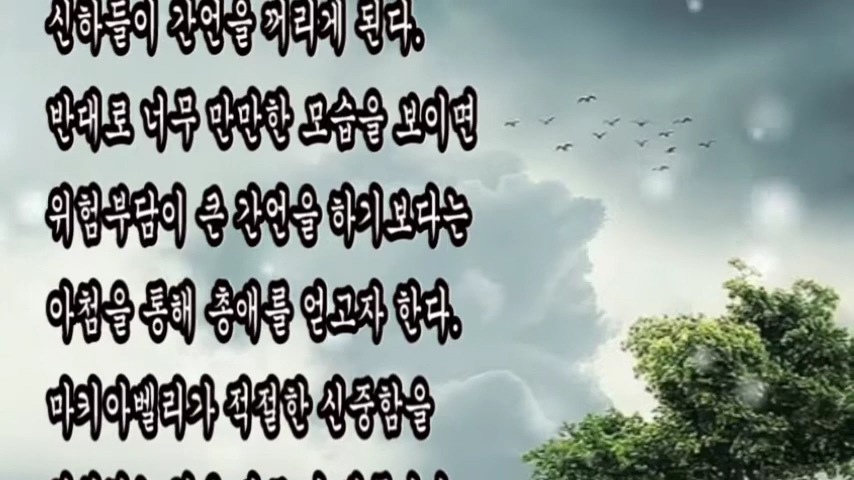 신하들이 간언을 꺼리게 된다.
반대로 너무 만만한 모습을 보이면
위험부담이 큰 간언을 하기보다는
아첨을 통해 총애를 얻고자 한다.
마키아벨리가 적절한 신중함을